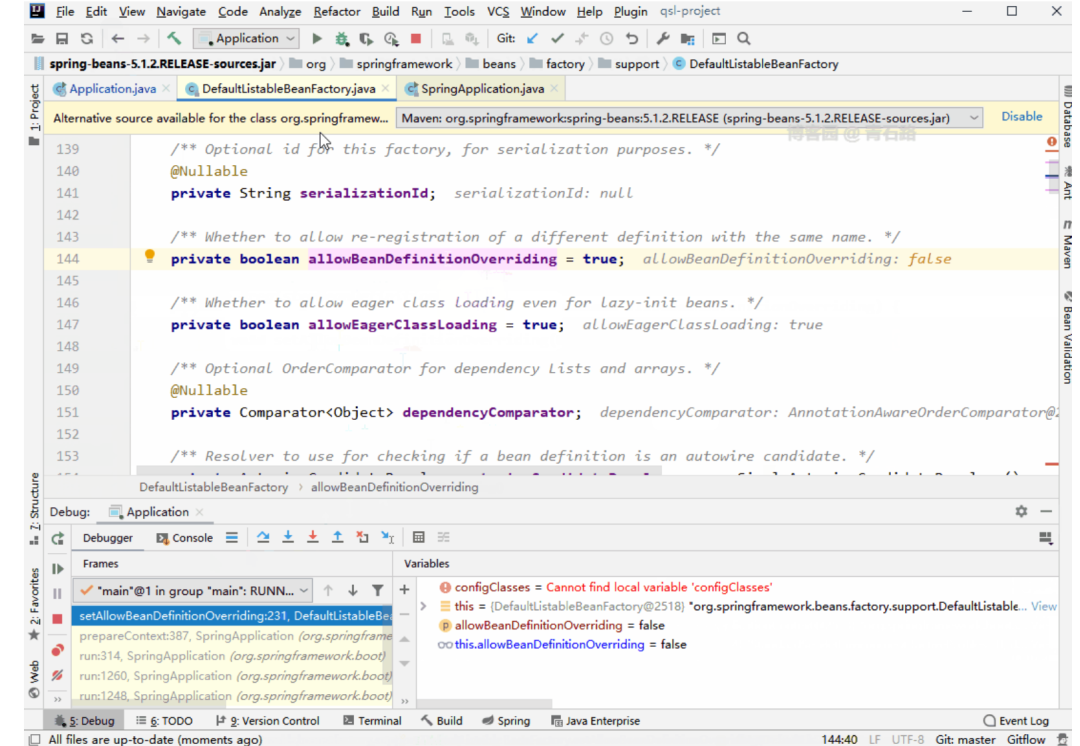 File Edit View Navigate Code Analyze Refactor Build Run Tools VCS Window Help Plugin qsl-project
Application Git:
spring-beans-5.1.2.RELEASE-sources.jar org springframework beans factory support DefaultListableBeanFactory
Application.java DefaultListableBeanFactory.java SpringApplication.java
Alternative source available for the class org.springframew... Maven: org.springframework:spring-beans:5.1.2.RELEASE (spring-beans-5.1.2.RELEASE-sources.jar) Disable
博客园 @ 青石路
139 /** Optional id for this factory, for serialization purposes. */
140 @Nullable
141 private String serializationId; serializationId: null
142
143 /** Whether to allow re-registration of a different definition with the same name. */
144 private boolean allowBeanDefinitionOverriding = true; allowBeanDefinitionOverriding: false
145
146 /** Whether to allow eager class loading even for lazy-init beans. */
147 private boolean allowEagerClassLoading = true; allowEagerClassLoading: true
148
149 /** Optional OrderComparator for dependency Lists and arrays. */
150 @Nullable
151 private Comparator<Object> dependencyComparator; dependencyComparator: AnnotationAwareOrderComparator@2
152
153 /** Resolver to use for checking if a bean definition is an autowire candidate. */
DefaultListableBeanFactory › allowBeanDefinitionOverriding
1: Project
7: Structure
2: Favorites
Web
Database
Ant
Maven
Bean Validation
Debug: Application
Debugger Console
Frames Variables
"main"@1 in group "main": RUNN...
setAllowBeanDefinitionOverriding:231, DefaultListableBea
prepareContext:387, SpringApplication (org.springframe
run:314, SpringApplication (org.springframework.boot)
run:1260, SpringApplication (org.springframework.boot)
run:1248, SpringApplication (org.springframework.boot)
configClasses = Cannot find local variable 'configClasses'
this = {DefaultListableBeanFactory@2518} "org.springframework.beans.factory.support.DefaultListable... View
allowBeanDefinitionOverriding = false
this.allowBeanDefinitionOverriding = false
5: Debug 6: TODO 9: Version Control Terminal Build Spring Java Enterprise Event Log
All files are up-to-date (moments ago) 144:40 LF UTF-8 Git: master Gitflow